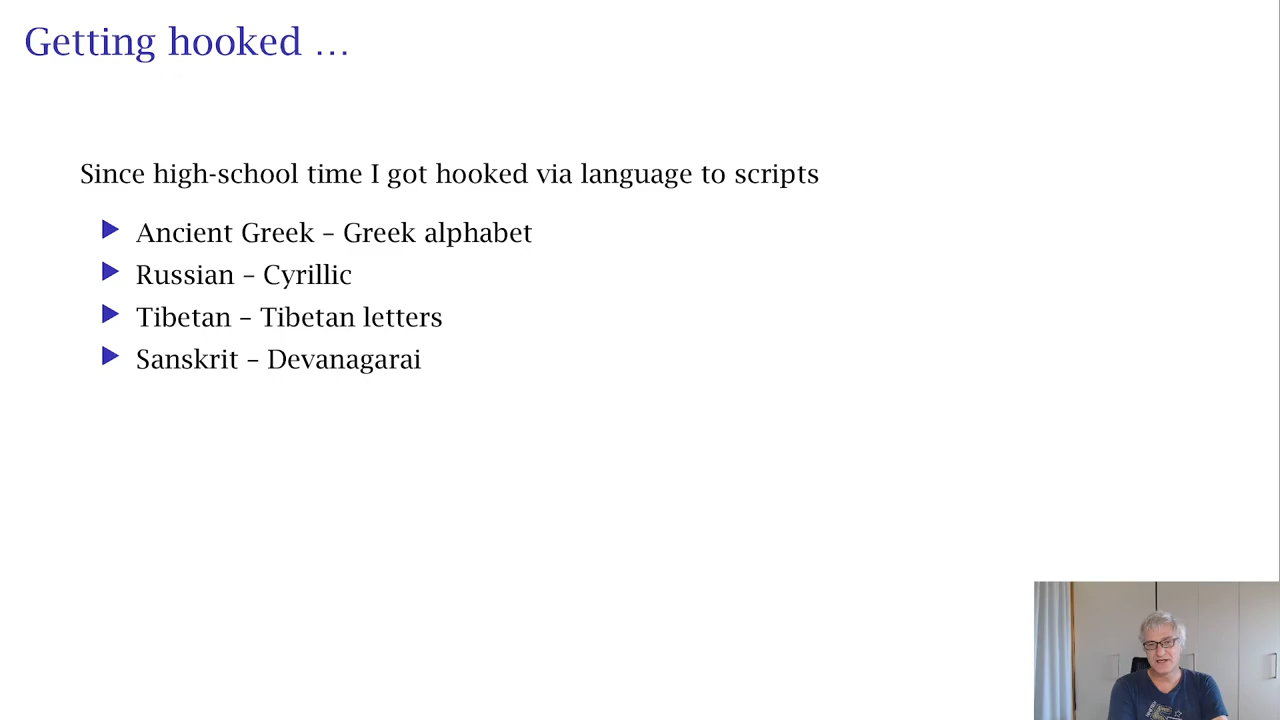 Getting hooked …
Since high-school time I got hooked via language to scripts
Ancient Greek – Greek alphabet
Russian – Cyrillic
Tibetan – Tibetan letters
Sanskrit – Devanagarai